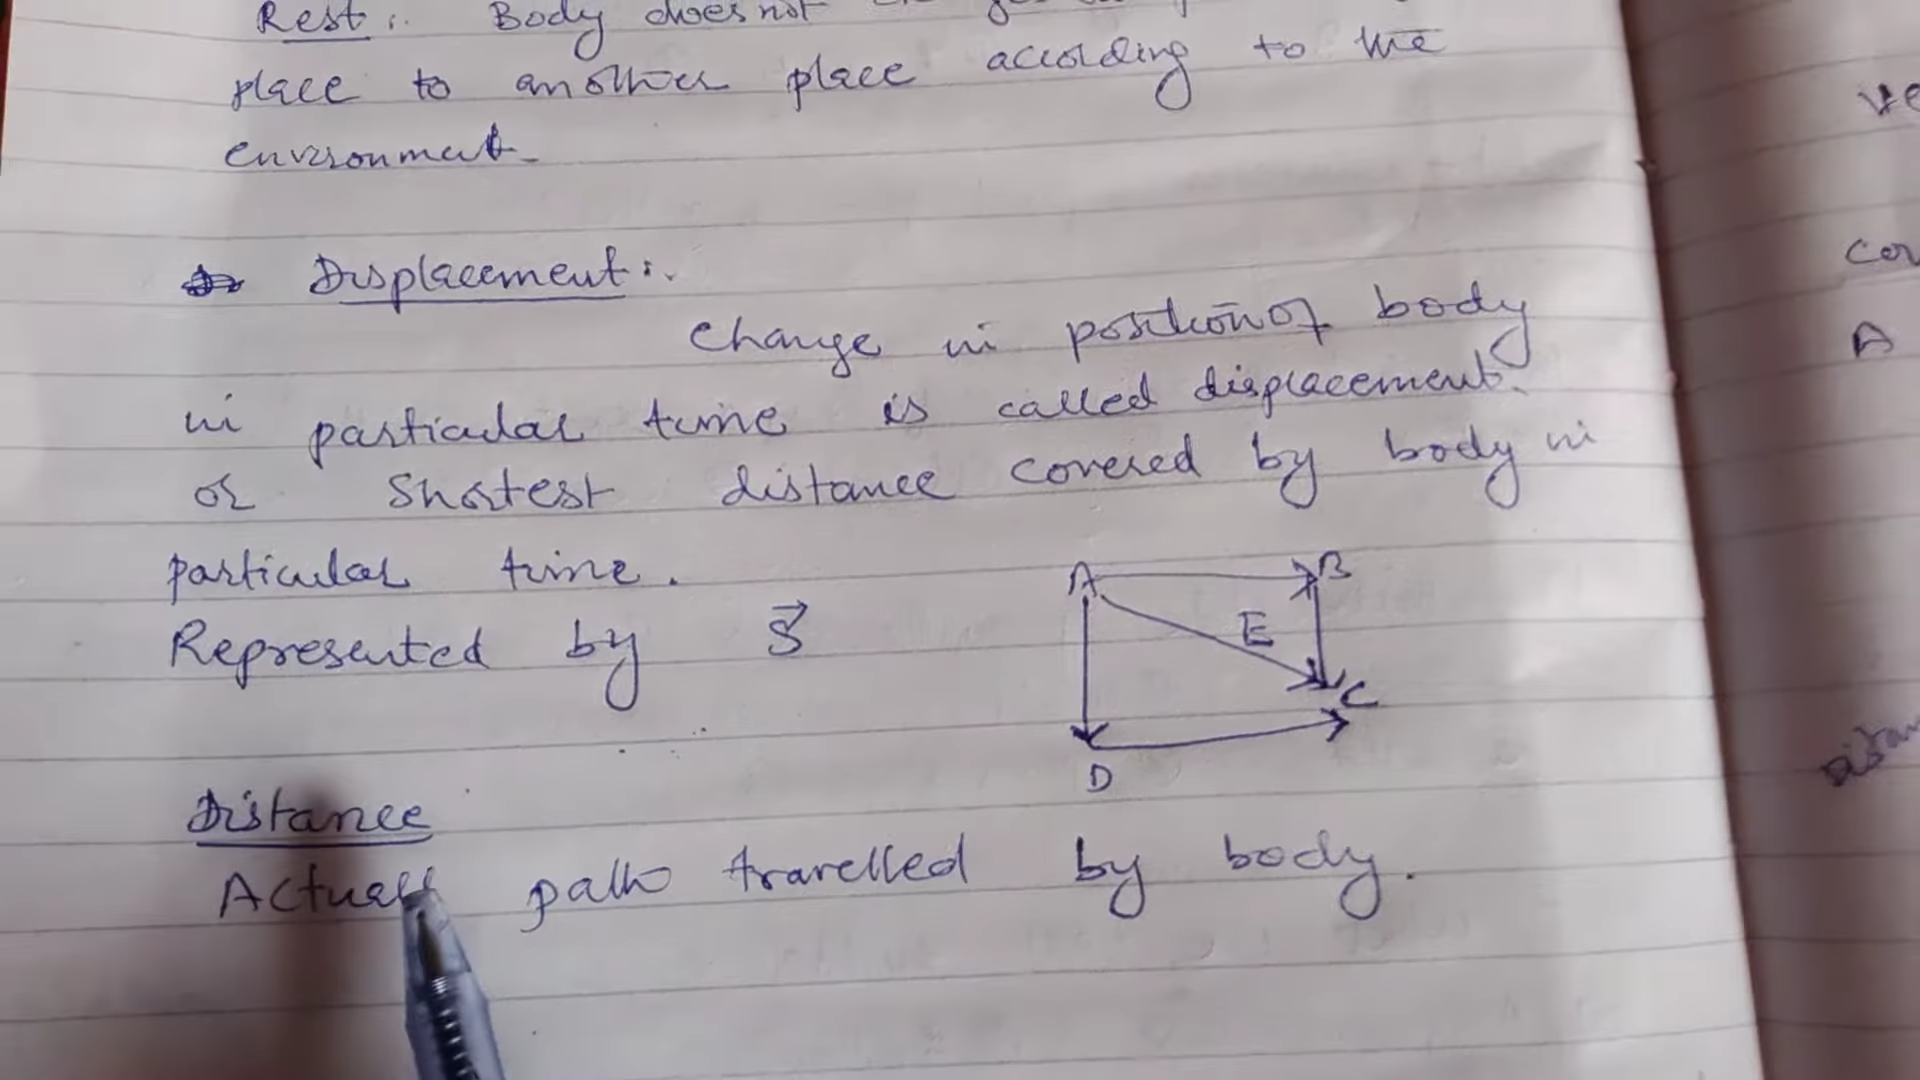 Rest:. Body does not
place to another place according to the
environment
Displacement:.
Change in position of body
in particular time is called displacement.
or Shortest distance covered by body in
particular time.
Represented by S⃗
A B
E
C
D
Distance
Actual path travelled by body.
A